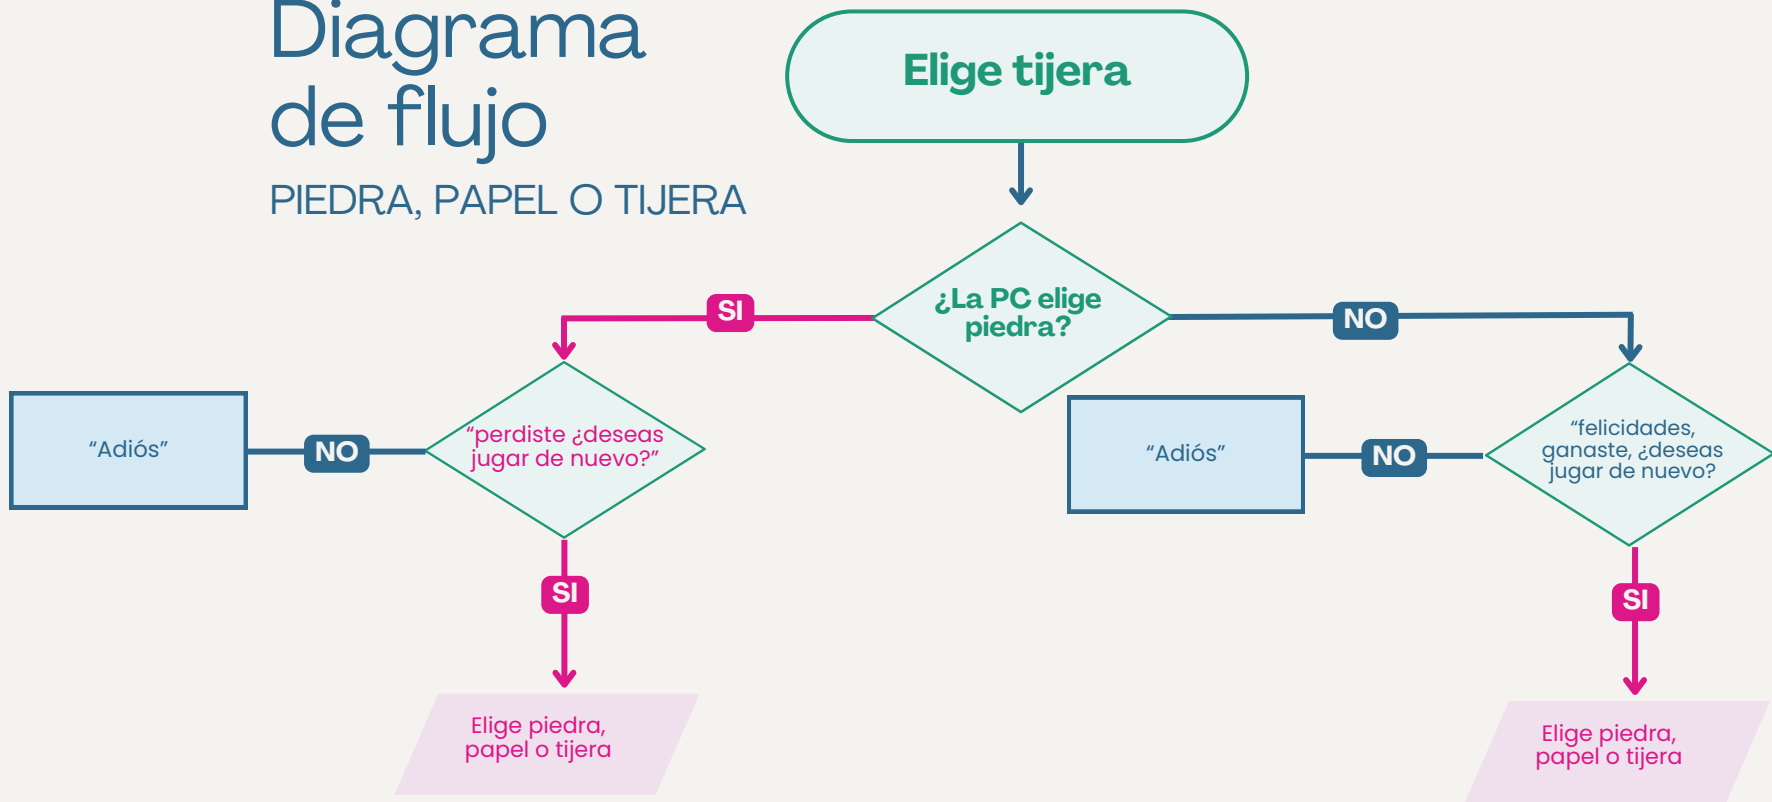 Diagrama
de flujo
PIEDRA, PAPEL O TIJERA
Elige tijera
¿La PC elige
piedra?
SI
NO
“perdiste ¿deseas
jugar de nuevo?”
NO
“Adiós”
SI
Elige piedra,
papel o tijera
“felicidades,
ganaste, ¿deseas
jugar de nuevo?
NO
“Adiós”
SI
Elige piedra,
papel o tijera